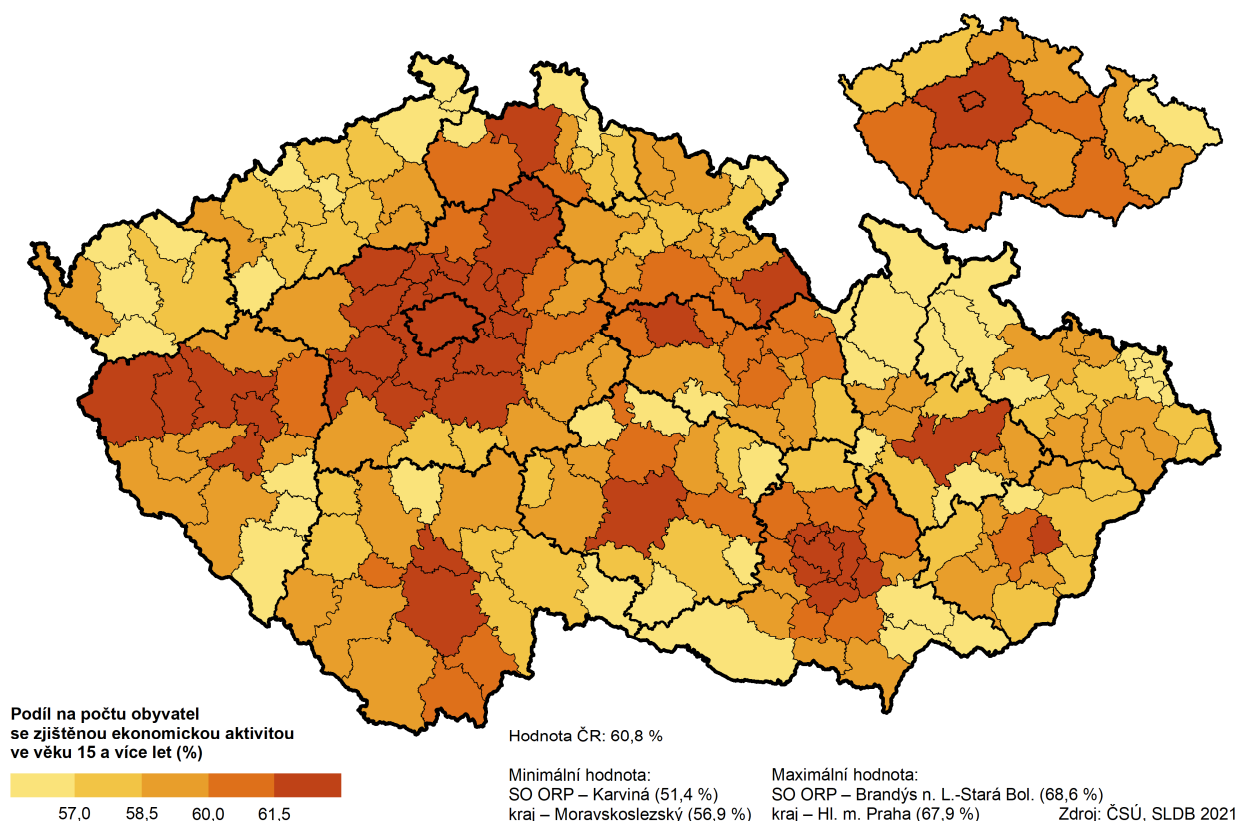 Podíl na počtu obyvatel
se zjištěnou ekonomickou aktivitou
ve věku 15 a více let (%)
57,0 58,5 60,0 61,5
Hodnota ČR: 60,8 %
Minimální hodnota:
SO ORP – Karviná (51,4 %)
kraj – Moravskoslezský (56,9 %)
Maximální hodnota:
SO ORP – Brandýs n. L.-Stará Bol. (68,6 %)
kraj – Hl. m. Praha (67,9 %)
Zdroj: ČSÚ, SLDB 2021